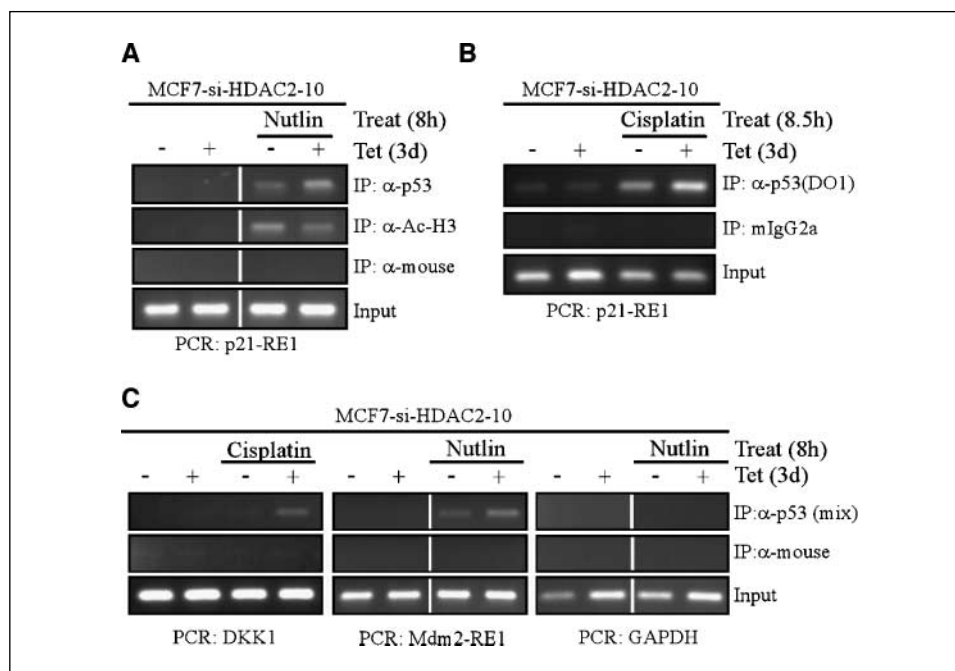 A
MCF7-si-HDAC2-10
Nutlin Treat (8h)
- + - + Tet (3d)
IP: α-p53
IP: α-Ac-H3
IP: α-mouse
Input
PCR: p21-RE1
B
MCF7-si-HDAC2-10
Cisplatin Treat (8.5h)
- + - + Tet (3d)
IP: α-p53(DO1)
IP: mIgG2a
Input
PCR: p21-RE1
C
MCF7-si-HDAC2-10
Cisplatin Nutlin Nutlin Treat (8h)
- + - + - + - + - + - + Tet (3d)
IP:α-p53 (mix)
IP:α-mouse
Input
PCR: DKK1 PCR: Mdm2-RE1 PCR: GAPDH